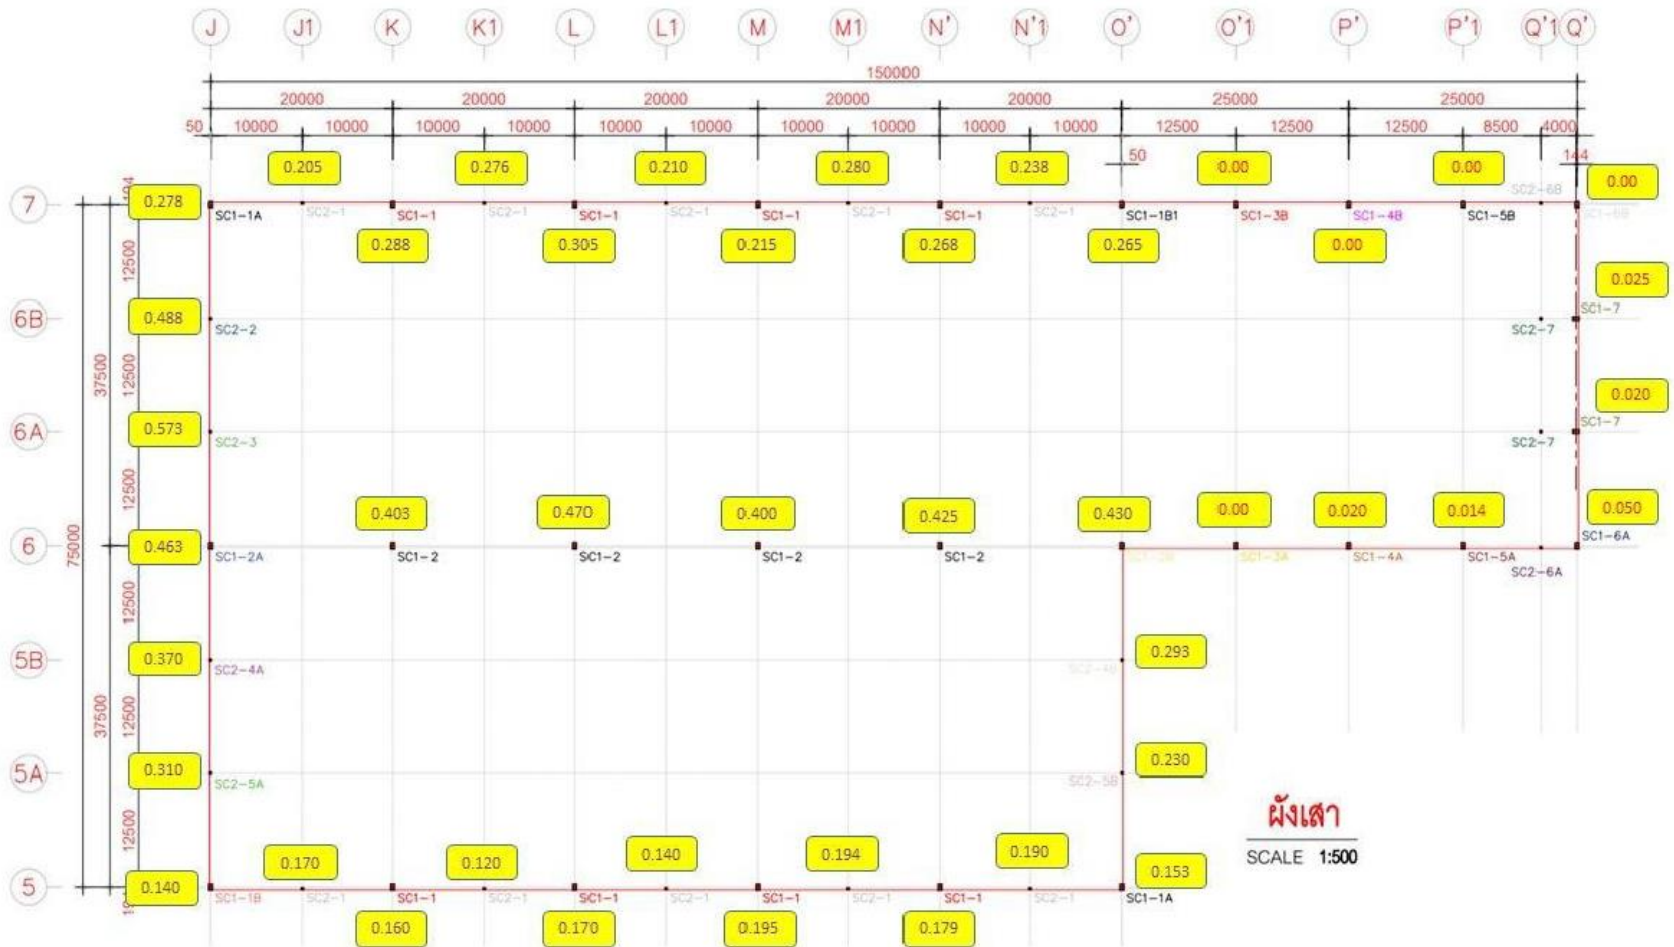 J J1 K K1 L L1 M M1 N' N'1 O' O'1 P' P'1 Q'1 Q'
150000
20000 20000 20000 20000 20000 25000 25000
50 10000 10000 10000 10000 10000 10000 10000 10000 10000 10000 12500 12500 12500 8500 4000
50 144
0.205 0.276 0.210 0.280 0.238 0.00 0.00
0.00
SC2-6B
7 0.278
SC1-1A SC2-1 SC1-1 SC2-1 SC1-1 SC2-1 SC1-1 SC2-1 SC1-1 SC2-1 SC1-1B1 SC1-3B SC1-4B SC1-5B SC1-6B
0.288 0.305 0.215 0.268 0.265 0.00
12500
0.025
SC1-7
6B 0.488
SC2-2 SC2-7
37500 12500
0.020
SC1-7
6A 0.573
SC2-3 SC2-7
12500
0.403 0.470 0.400 0.425 0.430 0.00 0.020 0.014 0.050
75000
6 0.463
SC1-6A
SC1-2A SC1-2 SC1-2 SC1-2 SC1-2 SC1-3A SC1-4A SC1-5A
SC2-6A
12500
5B 0.370 0.293
SC2-4A SC2-4B
37500 12500
5A 0.310 0.230
SC2-5A SC2-5B
12500
ผังเสา
SCALE 1:500
0.170 0.120 0.140 0.194 0.190 0.153
5 0.140
SC1-1B SC2-1 SC1-1 SC2-1 SC1-1 SC2-1 SC1-1 SC2-1 SC1-1 SC2-1 SC1-1A
0.160 0.170 0.195 0.179